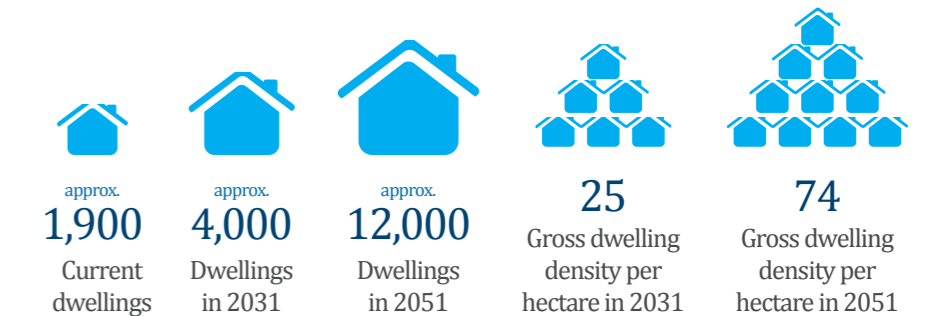 approx.
1,900
Current
dwellings
approx.
4,000
Dwellings
in 2031
approx.
12,000
Dwellings
in 2051
25
Gross dwelling
density per
hectare in 2031
74
Gross dwelling
density per
hectare in 2051